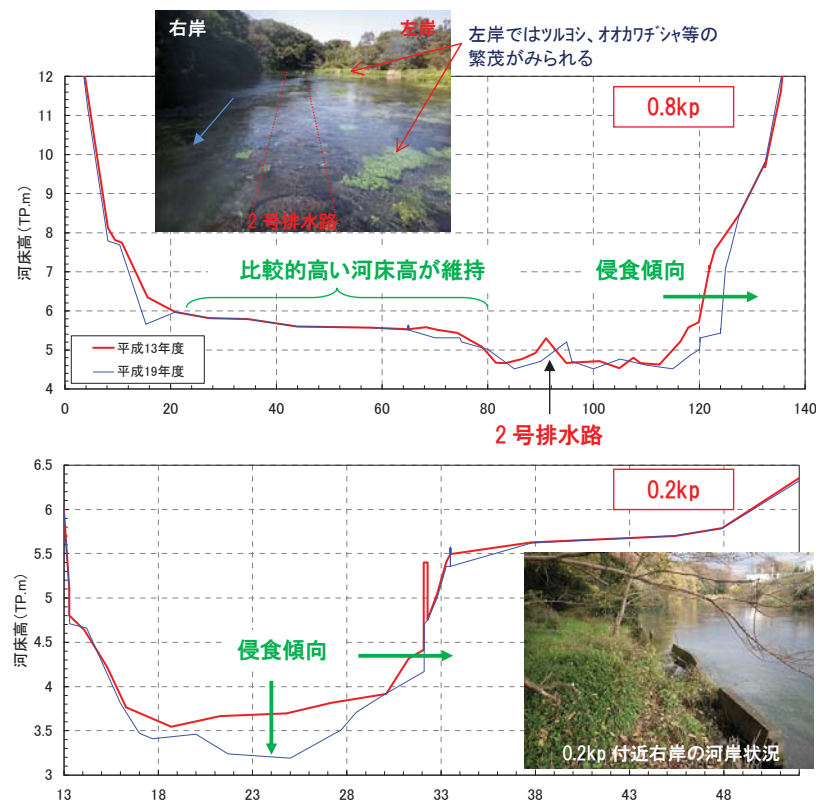 右岸
左岸
左岸ではツルヨシ、オオカワヂシャ等の
繁茂がみられる
2 号排水路
0.8kp
河床高(TP.m)
12
11
10
9
8
7
6
5
4
比較的高い河床高が維持
侵食傾向
平成13年度
平成19年度
0 20 40 60 80 100 120 140
2 号排水路
0.2kp
河床高(TP.m)
6.5
6
5.5
5
4.5
4
3.5
3
侵食傾向
0.2kp 付近右岸の河岸状況
13 18 23 28 33 38 43 48